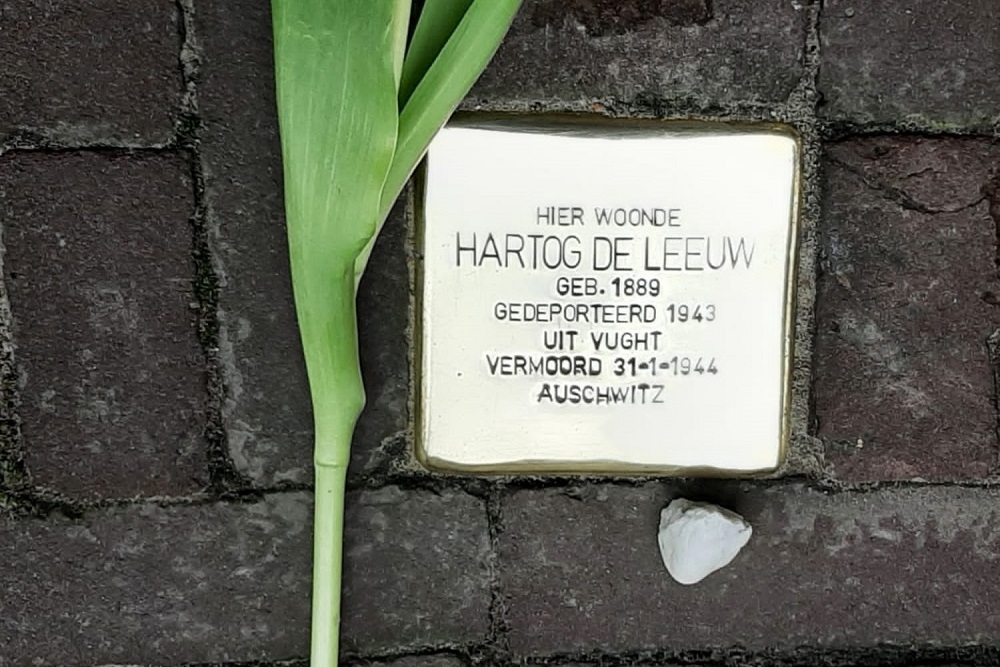 HIER WOONDE
HARTOG DE LEEUW
GEB. 1889
GEDEPORTEERD 1943
UIT VUGHT
VERMOORD 31-1-1944
AUSCHWITZ